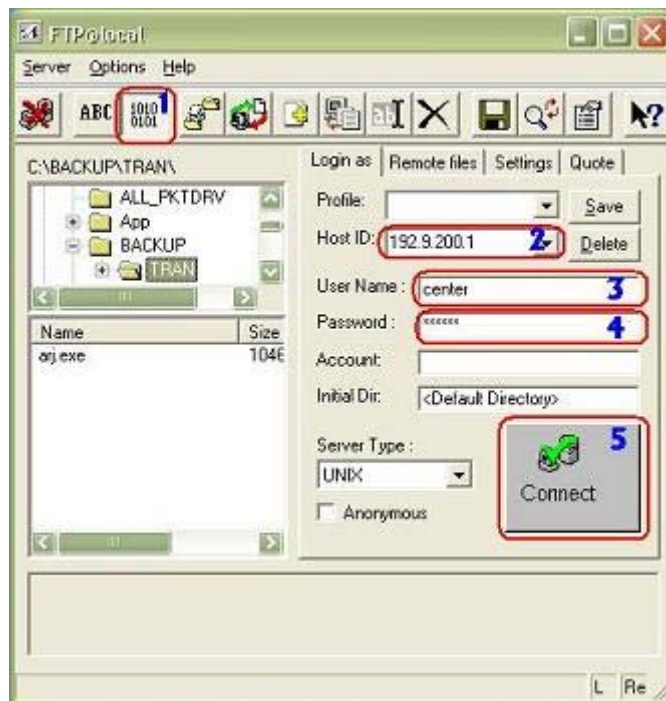 FTP@local
Server Options Help
ABC 1010 0101 1
C:\BACKUP\TRAN\
ALL_PKTDRV
App
BACKUP
TRAN
Name Size
arj.exe 1046
Login as Remote files Settings Quote
Profile: Save
Host ID: 192.9.200.1 2 Delete
User Name : center 3
Password : ****** 4
Account:
Initial Dir: <Default Directory>
Server Type :
UNIX
Anonymous
5
Connect
L Re